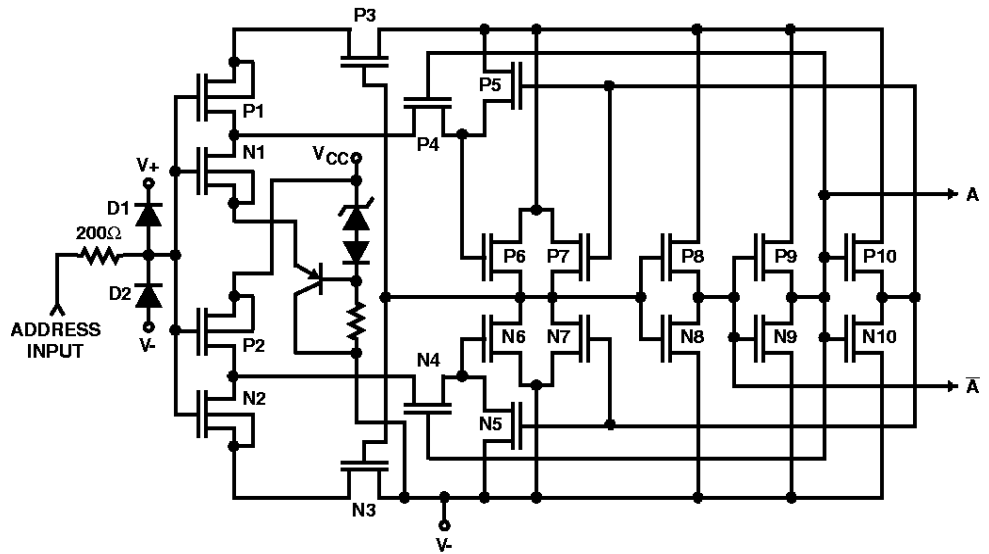 P3
P5
P1
P4
N1
V+
VCC
D1
200Ω
A
P6
P7
P8
P9
P10
D2
ADDRESS
INPUT
V-
P2
N4
N6
N7
N8
N9
N10
N2
A̅
N5
N3
V-